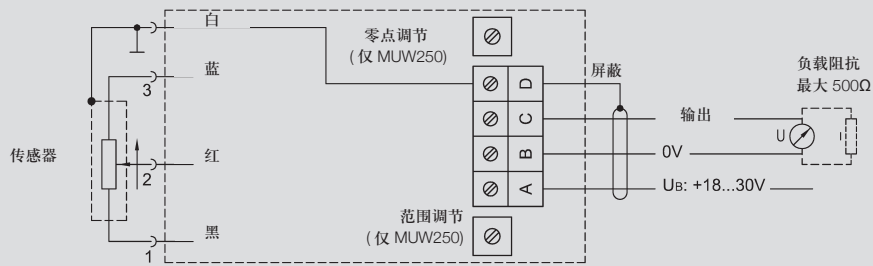 白
零点调节
(仅 MUW250)
屏蔽
负载阻抗
最大 500Ω
蓝
3
D
C
输出
U
I
传感器
红
2
B
0V
A
UB: +18...30V
范围调节
(仅 MUW250)
黑
1